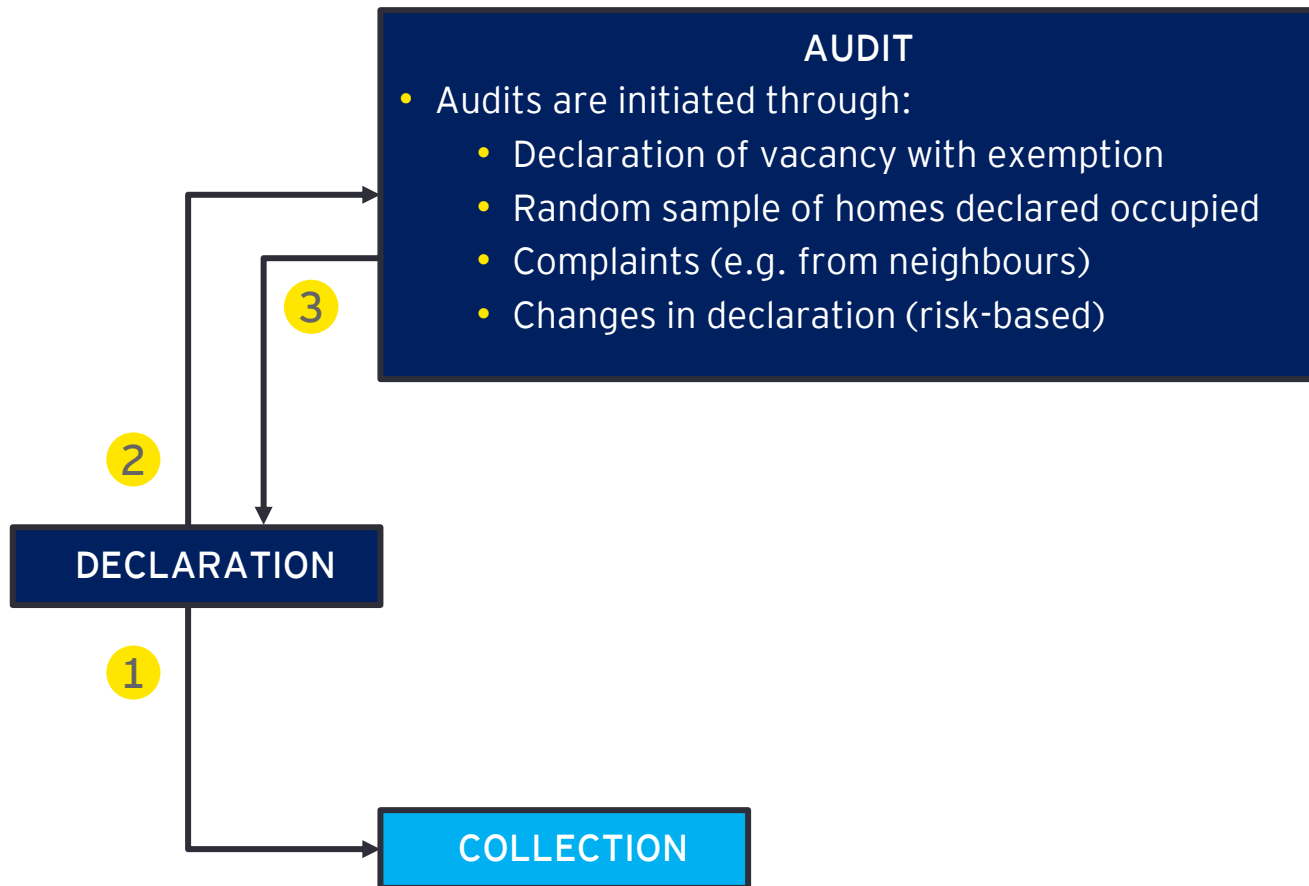 AUDIT
• Audits are initiated through:
• Declaration of vacancy with exemption
• Random sample of homes declared occupied
• Complaints (e.g. from neighbours)
• Changes in declaration (risk-based)
3
2
DECLARATION
1
COLLECTION